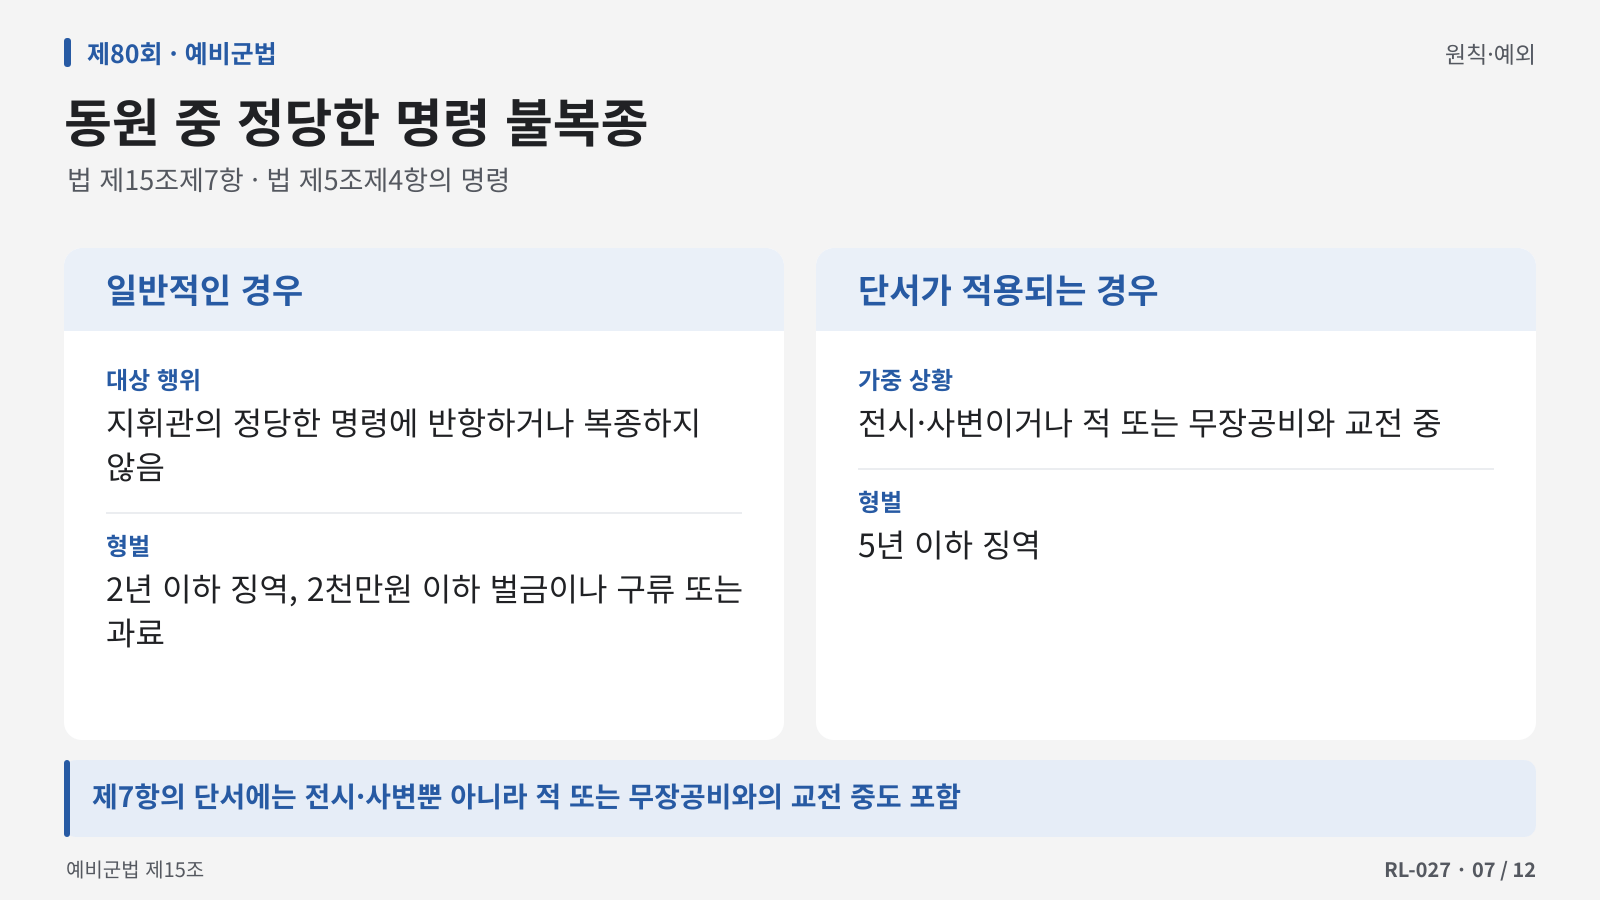 제80회 · 예비군법
원칙·예외
동원 중 정당한 명령 불복종
법 제15조제7항 · 법 제5조제4항의 명령
일반적인 경우
대상 행위
지휘관의 정당한 명령에 반항하거나 복종하지
않음
형벌
2년 이하 징역, 2천만원 이하 벌금이나 구류 또는
과료
단서가 적용되는 경우
가중 상황
전시·사변이거나 적 또는 무장공비와 교전 중
형벌
5년 이하 징역
제7항의 단서에는 전시·사변뿐 아니라 적 또는 무장공비와의 교전 중도 포함
예비군법 제15조
RL-027 · 07 / 12